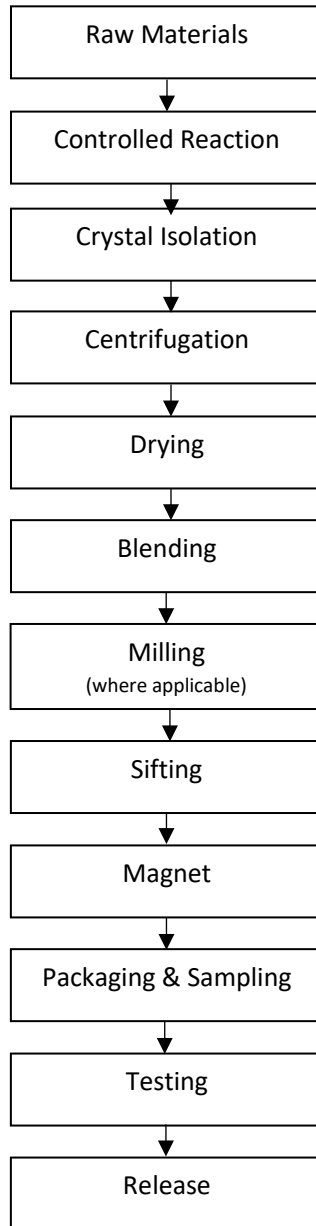 Raw Materials
Controlled Reaction
Crystal Isolation
Centrifugation
Drying
Blending
Milling
(where applicable)
Sifting
Magnet
Packaging & Sampling
Testing
Release